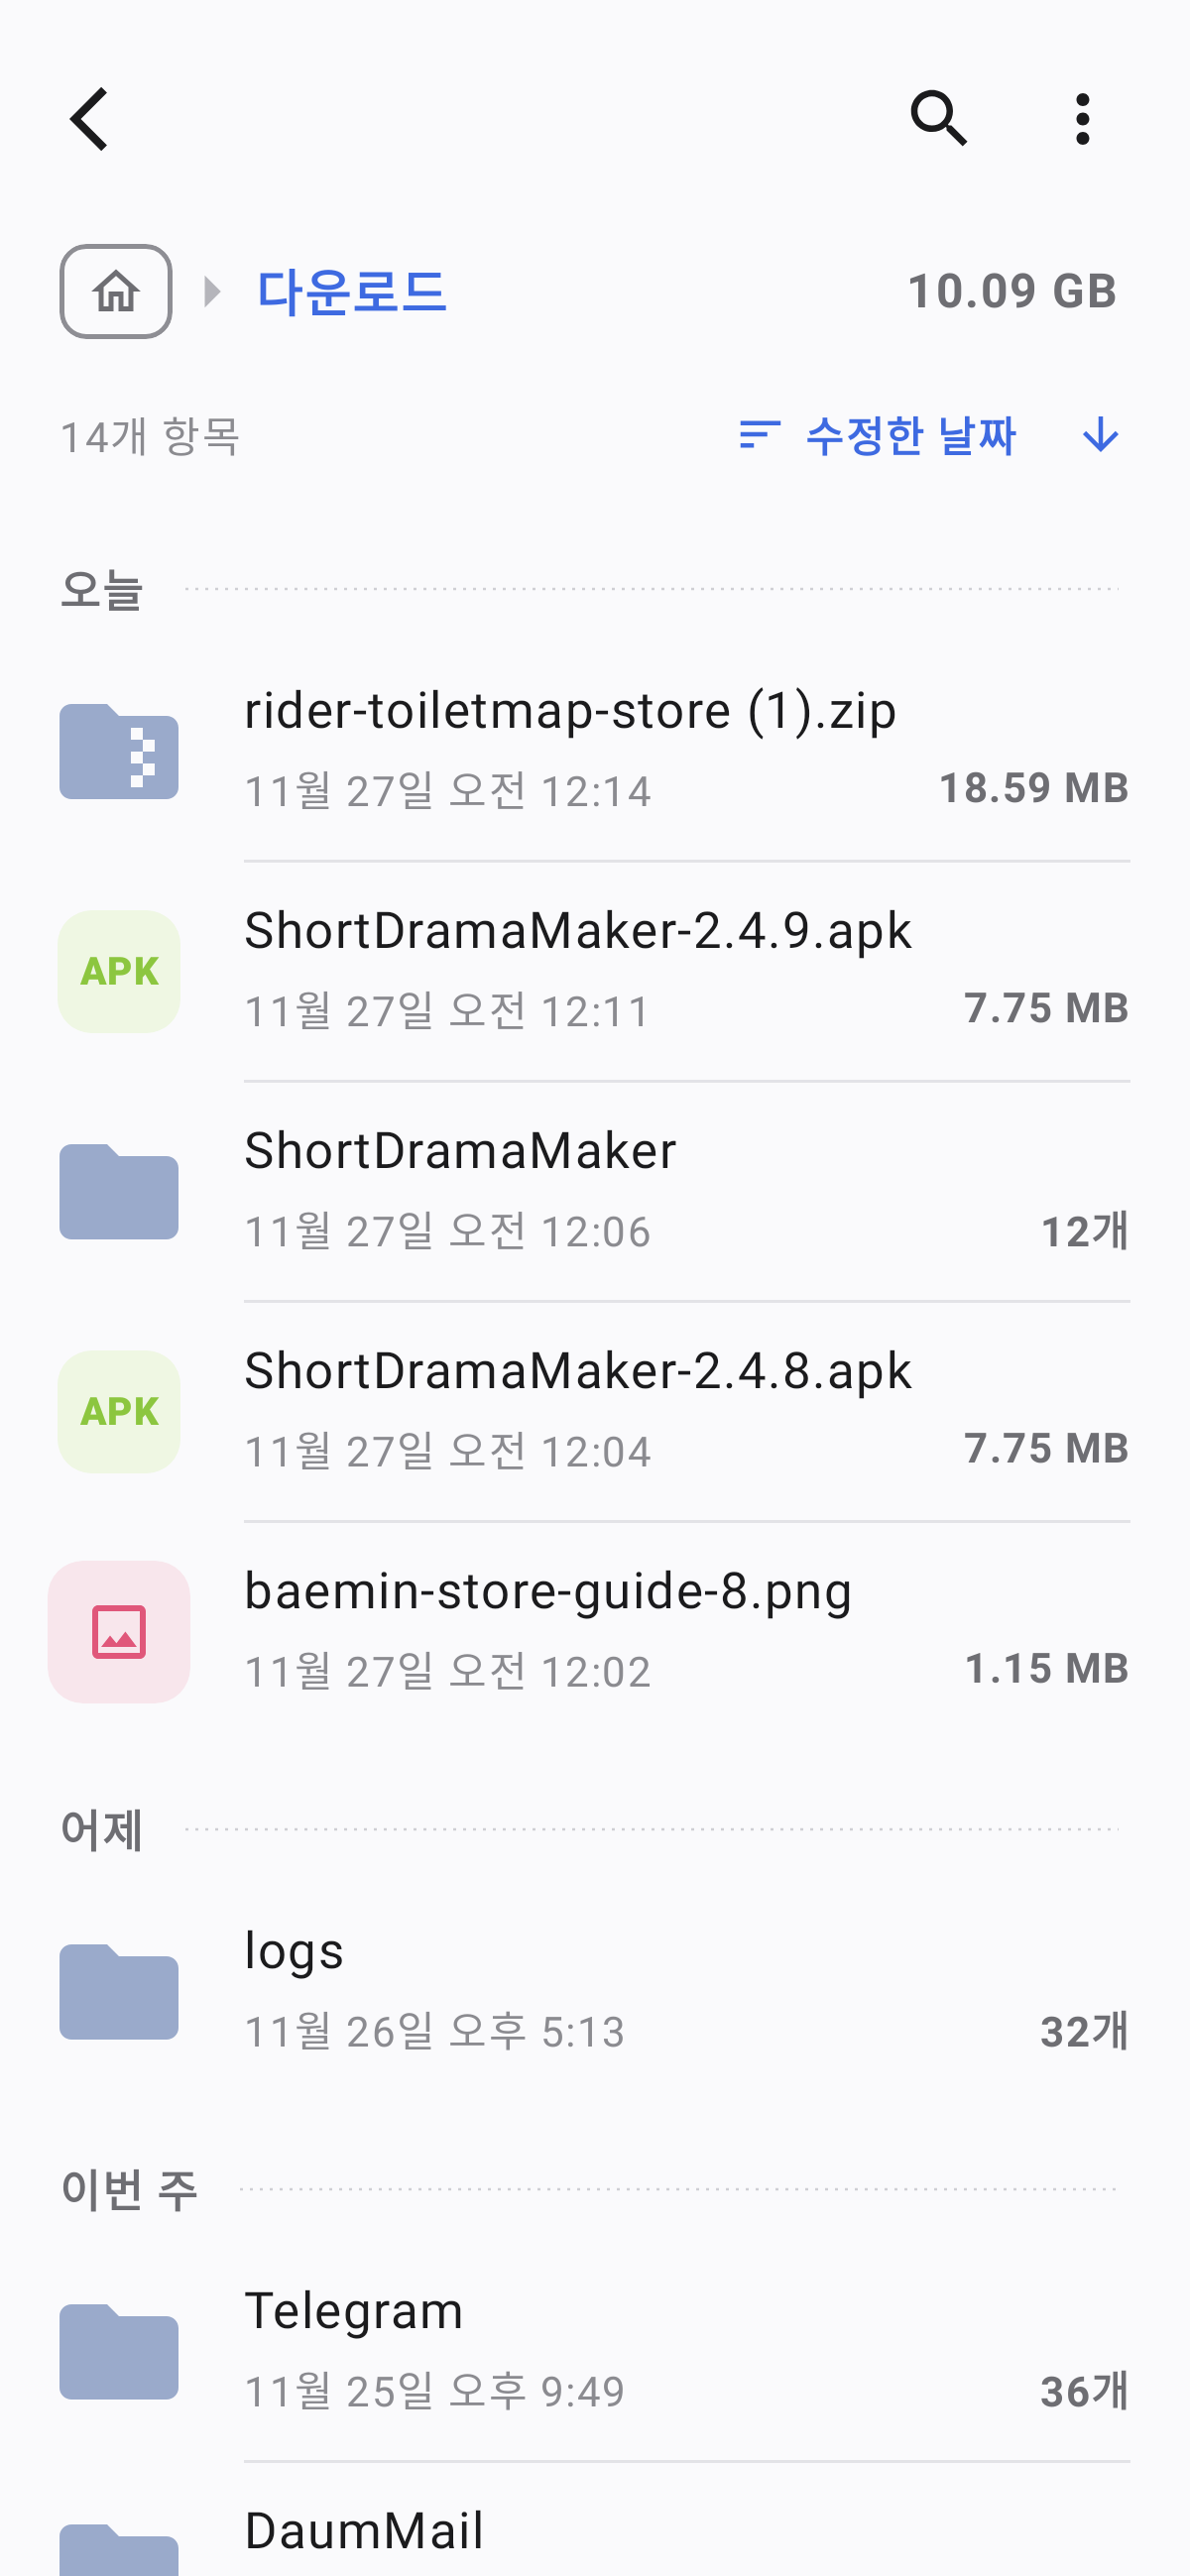 다운로드 10.09 GB
14개 항목 수정한 날짜
오늘
rider-toiletmap-store (1).zip
11월 27일 오전 12:14 18.59 MB
APK
ShortDramaMaker-2.4.9.apk
11월 27일 오전 12:11 7.75 MB
ShortDramaMaker
11월 27일 오전 12:06 12개
APK
ShortDramaMaker-2.4.8.apk
11월 27일 오전 12:04 7.75 MB
baemin-store-guide-8.png
11월 27일 오전 12:02 1.15 MB
어제
logs
11월 26일 오후 5:13 32개
이번 주
Telegram
11월 25일 오후 9:49 36개
DaumMail